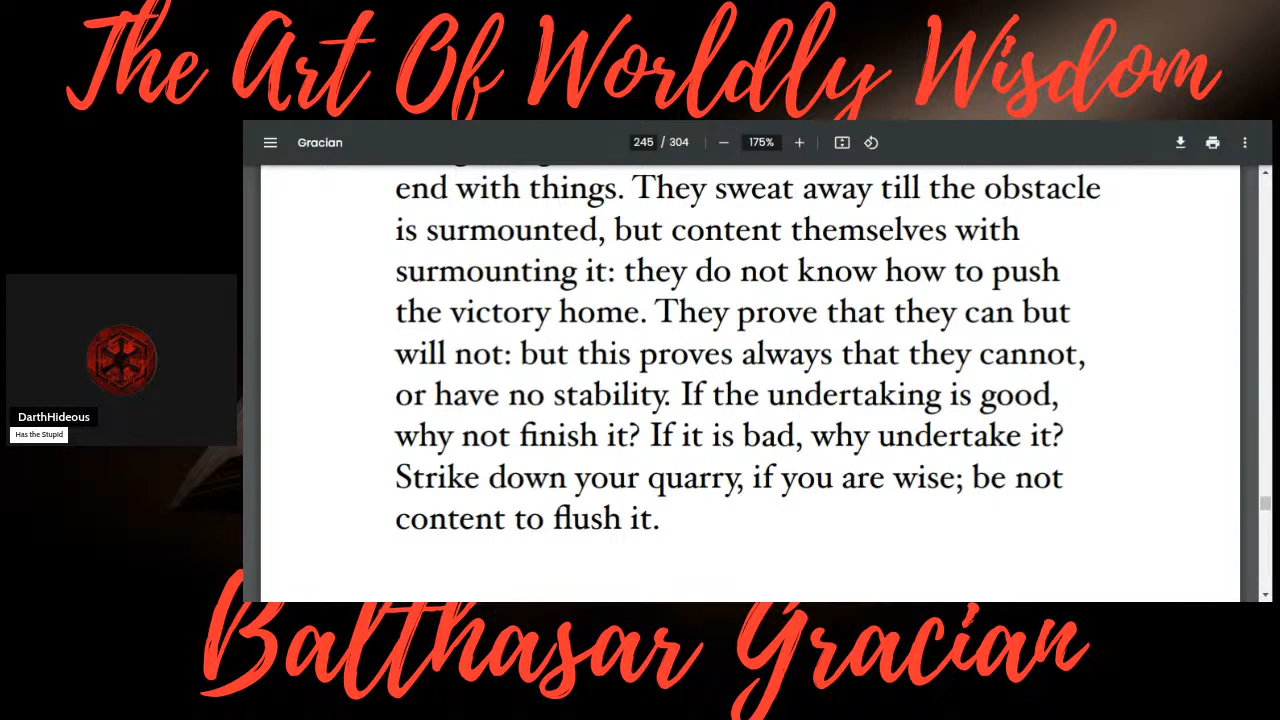 The Art Of Worldly Wisdom
Gracian
245 / 304
175%
end with things. They sweat away till the obstacle
is surmounted, but content themselves with
surmounting it: they do not know how to push
the victory home. They prove that they can but
will not: but this proves always that they cannot,
or have no stability. If the undertaking is good,
why not finish it? If it is bad, why undertake it?
Strike down your quarry, if you are wise; be not
content to flush it.
DarthHideous
Has the Stupid
Balthasar Gracian